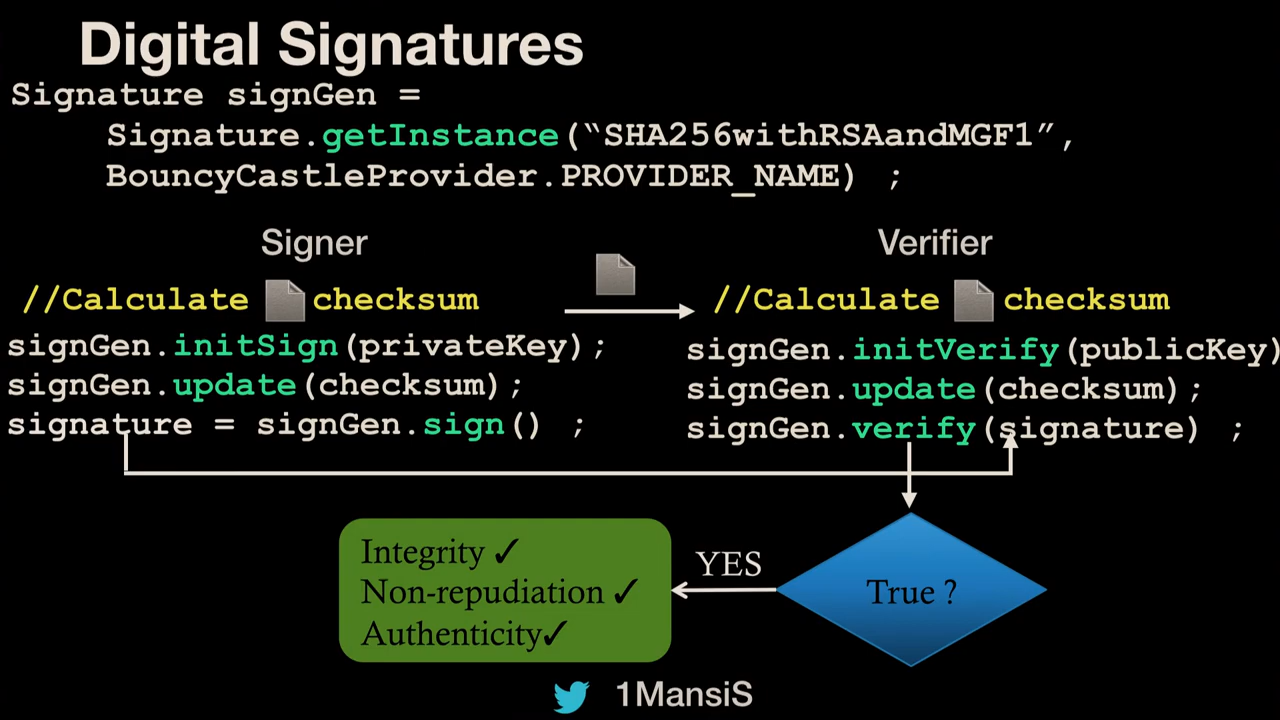 Digital Signatures
Signature signGen =
Signature.getInstance(“SHA256withRSAandMGF1”,
BouncyCastleProvider.PROVIDER_NAME) ;
Signer
Verifier
//Calculate checksum
signGen.initSign(privateKey);
signGen.update(checksum);
signature = signGen.sign() ;
//Calculate checksum
signGen.initVerify(publicKey)
signGen.update(checksum);
signGen.verify(signature) ;
Integrity ✓
Non-repudiation ✓
Authenticity✓
YES
True ?
1MansiS